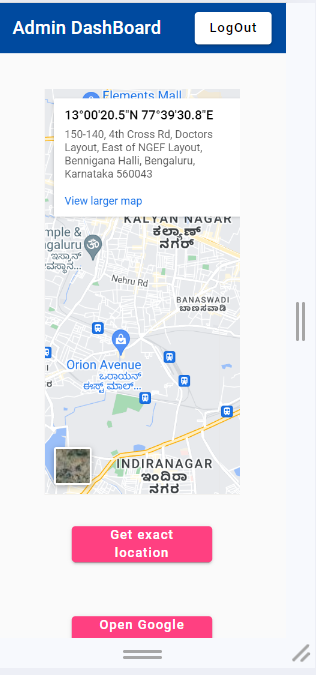 Admin DashBoard
LogOut
Elements Mall
13°00'20.5"N 77°39'30.8"E
150-140, 4th Cross Rd, Doctors
Layout, East of NGEF Layout,
Bennigana Halli, Bengaluru,
Karnataka 560043
View larger map
KALYAN NAGAR
ಕಲ್ಯಾಣ್
ನಗರ್
mple &
ngaluru
ಇಸ್ಕಾನ್
Nehru Rd
BANASWADI
ಬಾಣಸವಾಡಿ
Orion Avenue
ಒರಾಯನ್
ಈಸ್ಟ್ ಮಾಲ್...
INDIRANAGAR
ಇಂದಿರಾ
ನಗರ
Get exact
location
Open Google